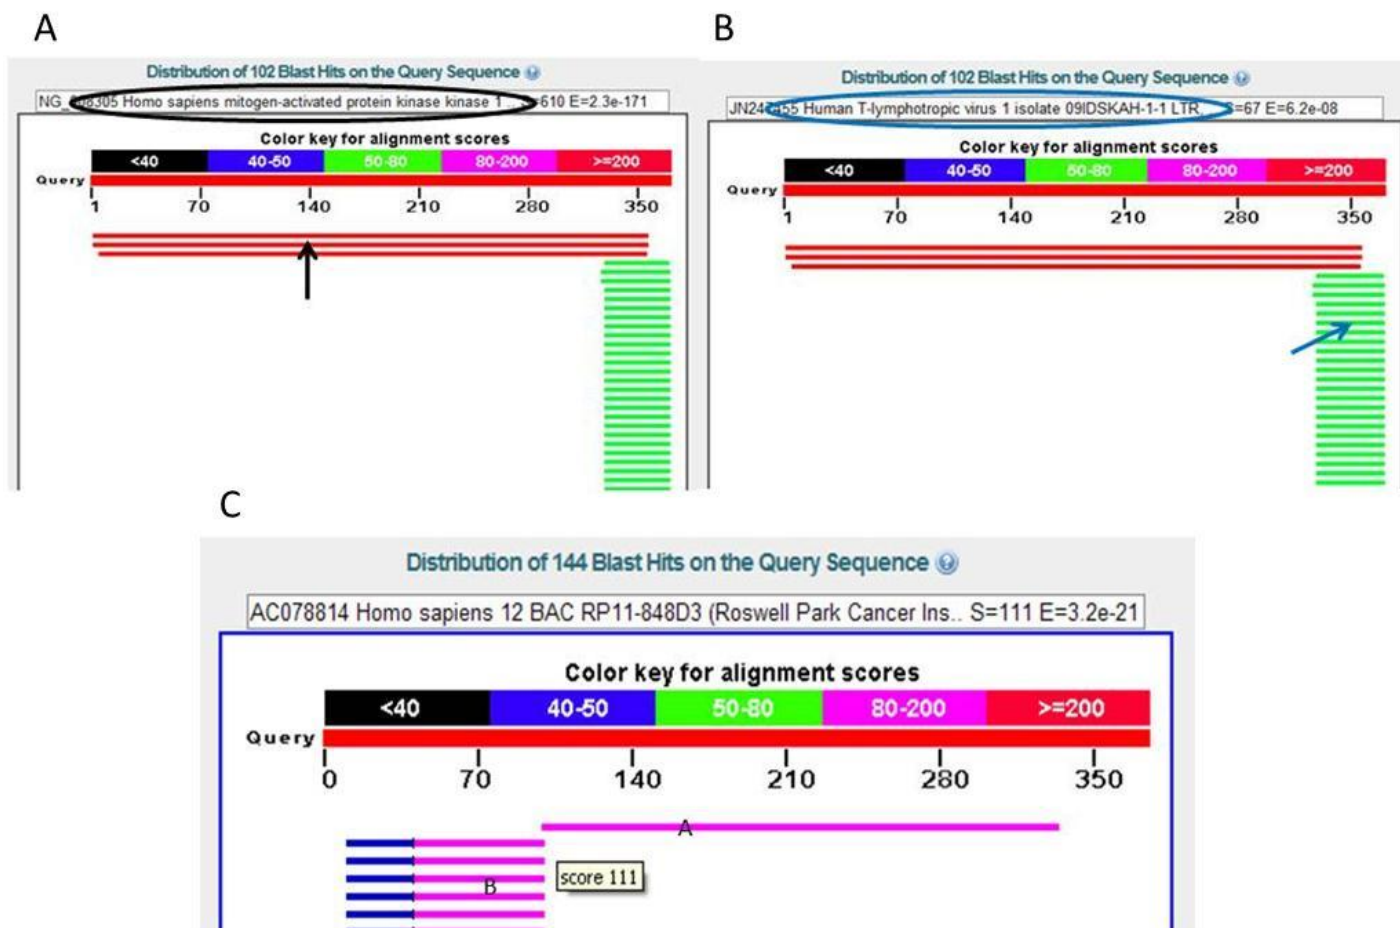 A
Distribution of 102 Blast Hits on the Query Sequence ?
Homo sapiens mitogen-activated protein kinase kinase 1 =610 E=2.3e-171
Color key for alignment scores
<40 40-50 50-80 80-200 >=200
Query
1 70 140 210 280 350
B
Distribution of 102 Blast Hits on the Query Sequence ?
Human T-lymphotropic virus 1 isolate 09IDSKAH-1-1 LTR. S=67 E=6.2e-08
Color key for alignment scores
<40 40-50 50-80 80-200 >=200
Query
1 70 140 210 280 350
C
Distribution of 144 Blast Hits on the Query Sequence ?
AC078814 Homo sapiens 12 BAC RP11-848D3 (Roswell Park Cancer Ins.. S=111 E=3.2e-21
Color key for alignment scores
<40 40-50 50-80 80-200 >=200
Query
0 70 140 210 280 350
A
B
score 111